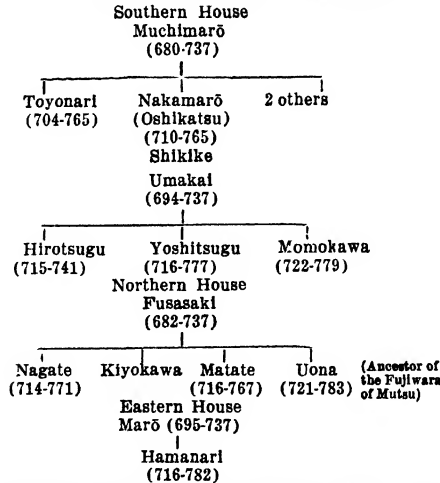 Southern House
Muchimarō
(680-737)
Toyonari Nakamarō 2 others
(704-765) (Oshikatsu)
(710-765)
Shikike
Umakai
(694-737)
Hirotsugu Yoshitsugu Momokawa
(715-741) (716-777) (722-779)
Northern House
Fusasaki
(682-737)
Nagate Kiyokawa Matate Uona (Ancestor of
(714-771) (716-767) (721-783) the Fujiwara
of Mutsu)
Eastern House
Marō (695-737)
Hamanari
(716-782)